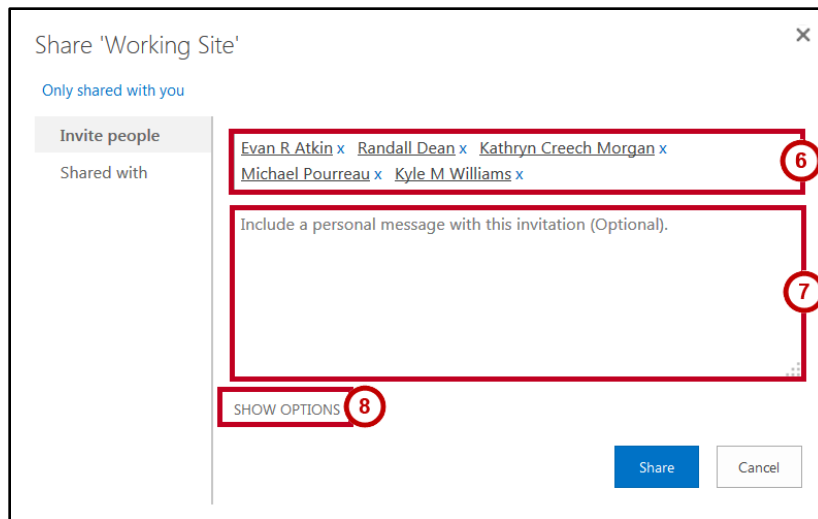 Share 'Working Site'
Only shared with you
Invite people
Shared with
Evan R Atkin x Randall Dean x Kathryn Creech Morgan x
Michael Pourreau x Kyle M Williams x
6
Include a personal message with this invitation (Optional).
7
SHOW OPTIONS
8
Share
Cancel